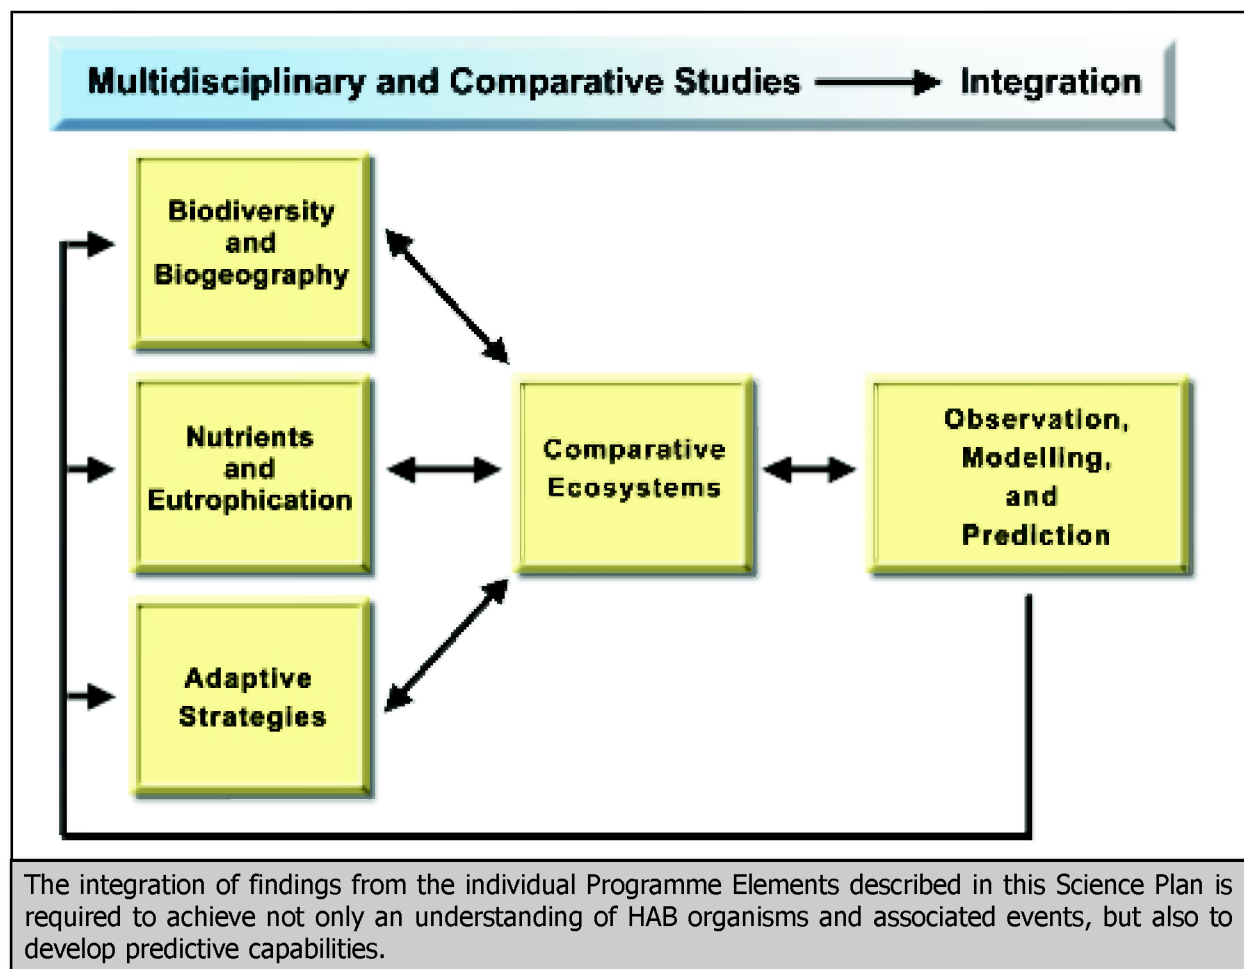 Multidisciplinary and Comparative Studies Integration
Biodiversity
and
Biogeography
Nutrients
and
Eutrophication
Adaptive
Strategies
Comparative
Ecosystems
Observation,
Modelling,
and
Prediction
The integration of findings from the individual Programme Elements described in this Science Plan is
required to achieve not only an understanding of HAB organisms and associated events, but also to
develop predictive capabilities.